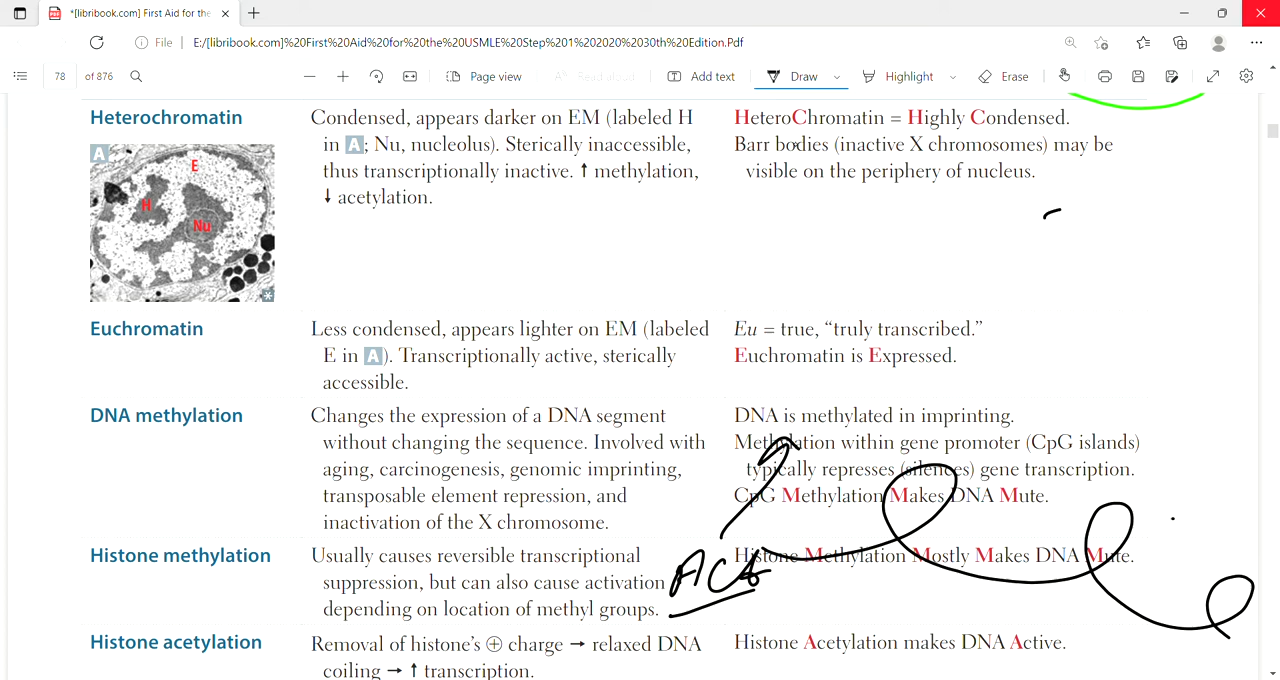 *[libribook.com] First Aid for the
File
E:/[libribook.com]%20First%20Aid%20for%20the%20USMLE%20Step%201%202020%2030th%20Edition.Pdf
78 of 876
Page view
Read aloud
Add text
Draw
Highlight
Erase
Heterochromatin
A
E
H
Nu
Condensed, appears darker on EM (labeled H
in A; Nu, nucleolus). Sterically inaccessible,
thus transcriptionally inactive. ↑ methylation,
↓ acetylation.
HeteroChromatin = Highly Condensed.
Barr bodies (inactive X chromosomes) may be
visible on the periphery of nucleus.
Euchromatin
Less condensed, appears lighter on EM (labeled
E in A). Transcriptionally active, sterically
accessible.
Eu = true, “truly transcribed.”
Euchromatin is Expressed.
DNA methylation
Changes the expression of a DNA segment
without changing the sequence. Involved with
aging, carcinogenesis, genomic imprinting,
transposable element repression, and
inactivation of the X chromosome.
DNA is methylated in imprinting.
Methylation within gene promoter (CpG islands)
typically represses (silences) gene transcription.
CpG Methylation Makes DNA Mute.
Histone methylation
Usually causes reversible transcriptional
suppression, but can also cause activation
depending on location of methyl groups.
Histone Methylation Mostly Makes DNA Mute.
Histone acetylation
Removal of histone’s ⊕ charge → relaxed DNA
coiling → ↑ transcription.
Histone Acetylation makes DNA Active.